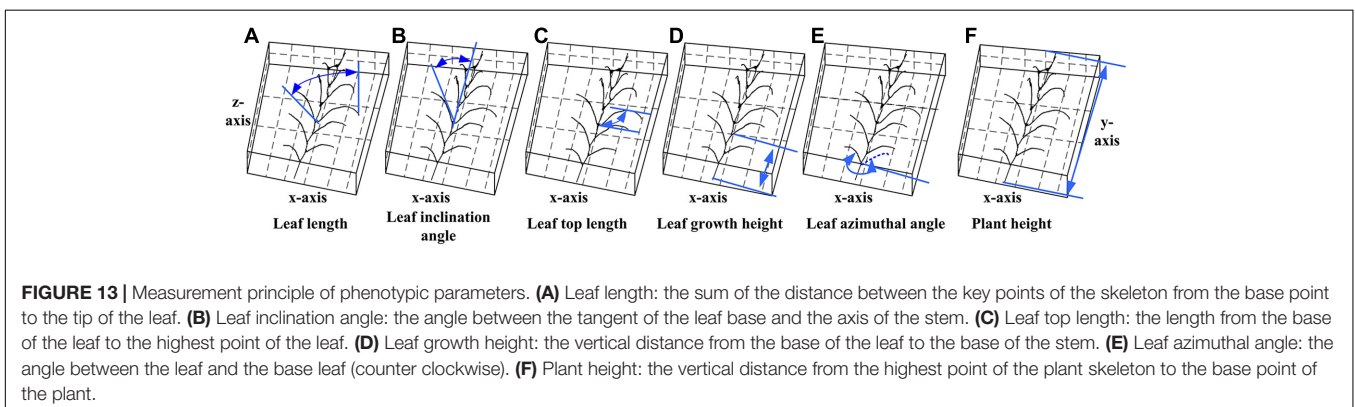 A B C D E F
z-
axis
y-
axis
x-axis x-axis x-axis x-axis x-axis x-axis
Leaf length Leaf inclination Leaf top length Leaf growth height Leaf azimuthal angle Plant height
angle
FIGURE 13 | Measurement principle of phenotypic parameters. (A) Leaf length: the sum of the distance between the key points of the skeleton from the base point
to the tip of the leaf. (B) Leaf inclination angle: the angle between the tangent of the leaf base and the axis of the stem. (C) Leaf top length: the length from the base
of the leaf to the highest point of the leaf. (D) Leaf growth height: the vertical distance from the base of the leaf to the base of the stem. (E) Leaf azimuthal angle: the
angle between the leaf and the base leaf (counter clockwise). (F) Plant height: the vertical distance from the highest point of the plant skeleton to the base point of
the plant.